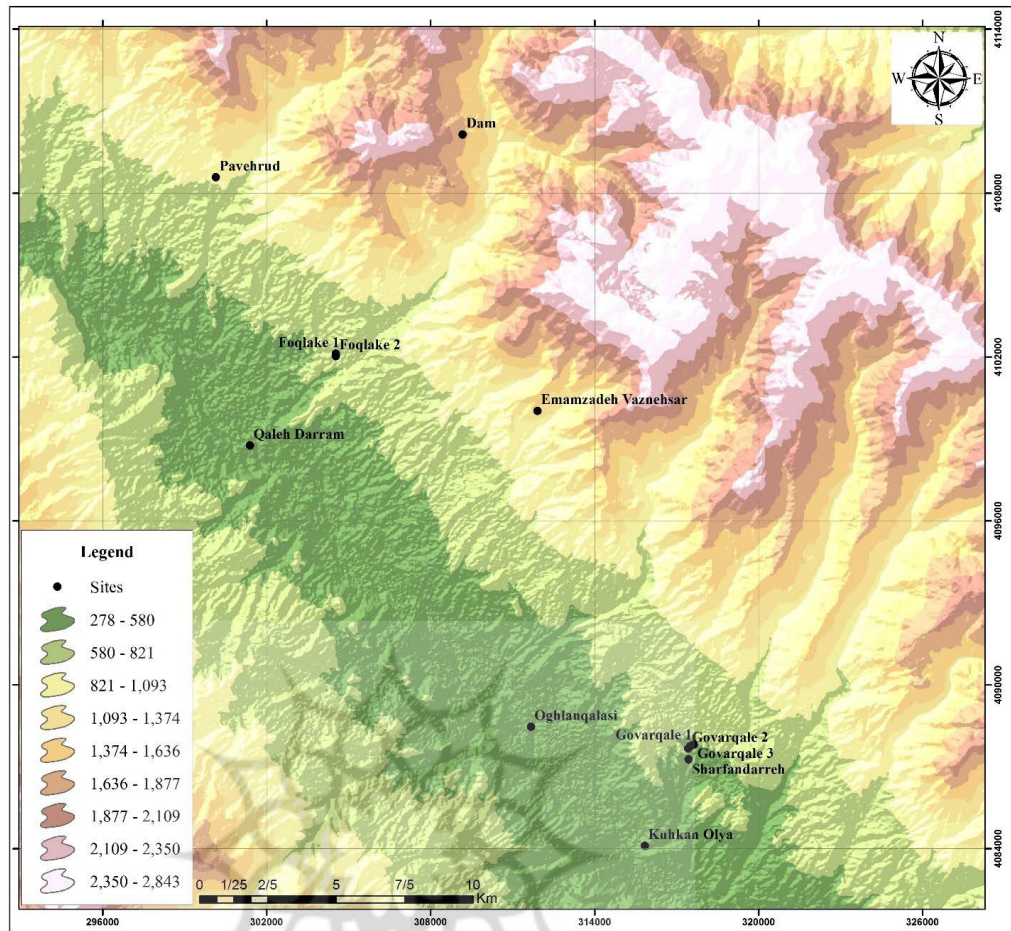 4114000
N
W E
S
Dam
Pavehrud
4108000
Foqlake 1 Foqlake 2
4102000
Emamzadeh Vaznehsar
Qaleh Darram
4096000
Legend
Sites
278 - 580
580 - 821
821 - 1,093
1,093 - 1,374
1,374 - 1,636
1,636 - 1,877
1,877 - 2,109
2,109 - 2,350
2,350 - 2,843
4090000
Oghlanqalasi
Govarqale 1 Govarqale 2
Govarqale 3
Sharfandarreh
Kuhkan Olya
4084000
0 1/25 2/5 5 7/5 10
Km
296000 302000 308000 314000 320000 326000